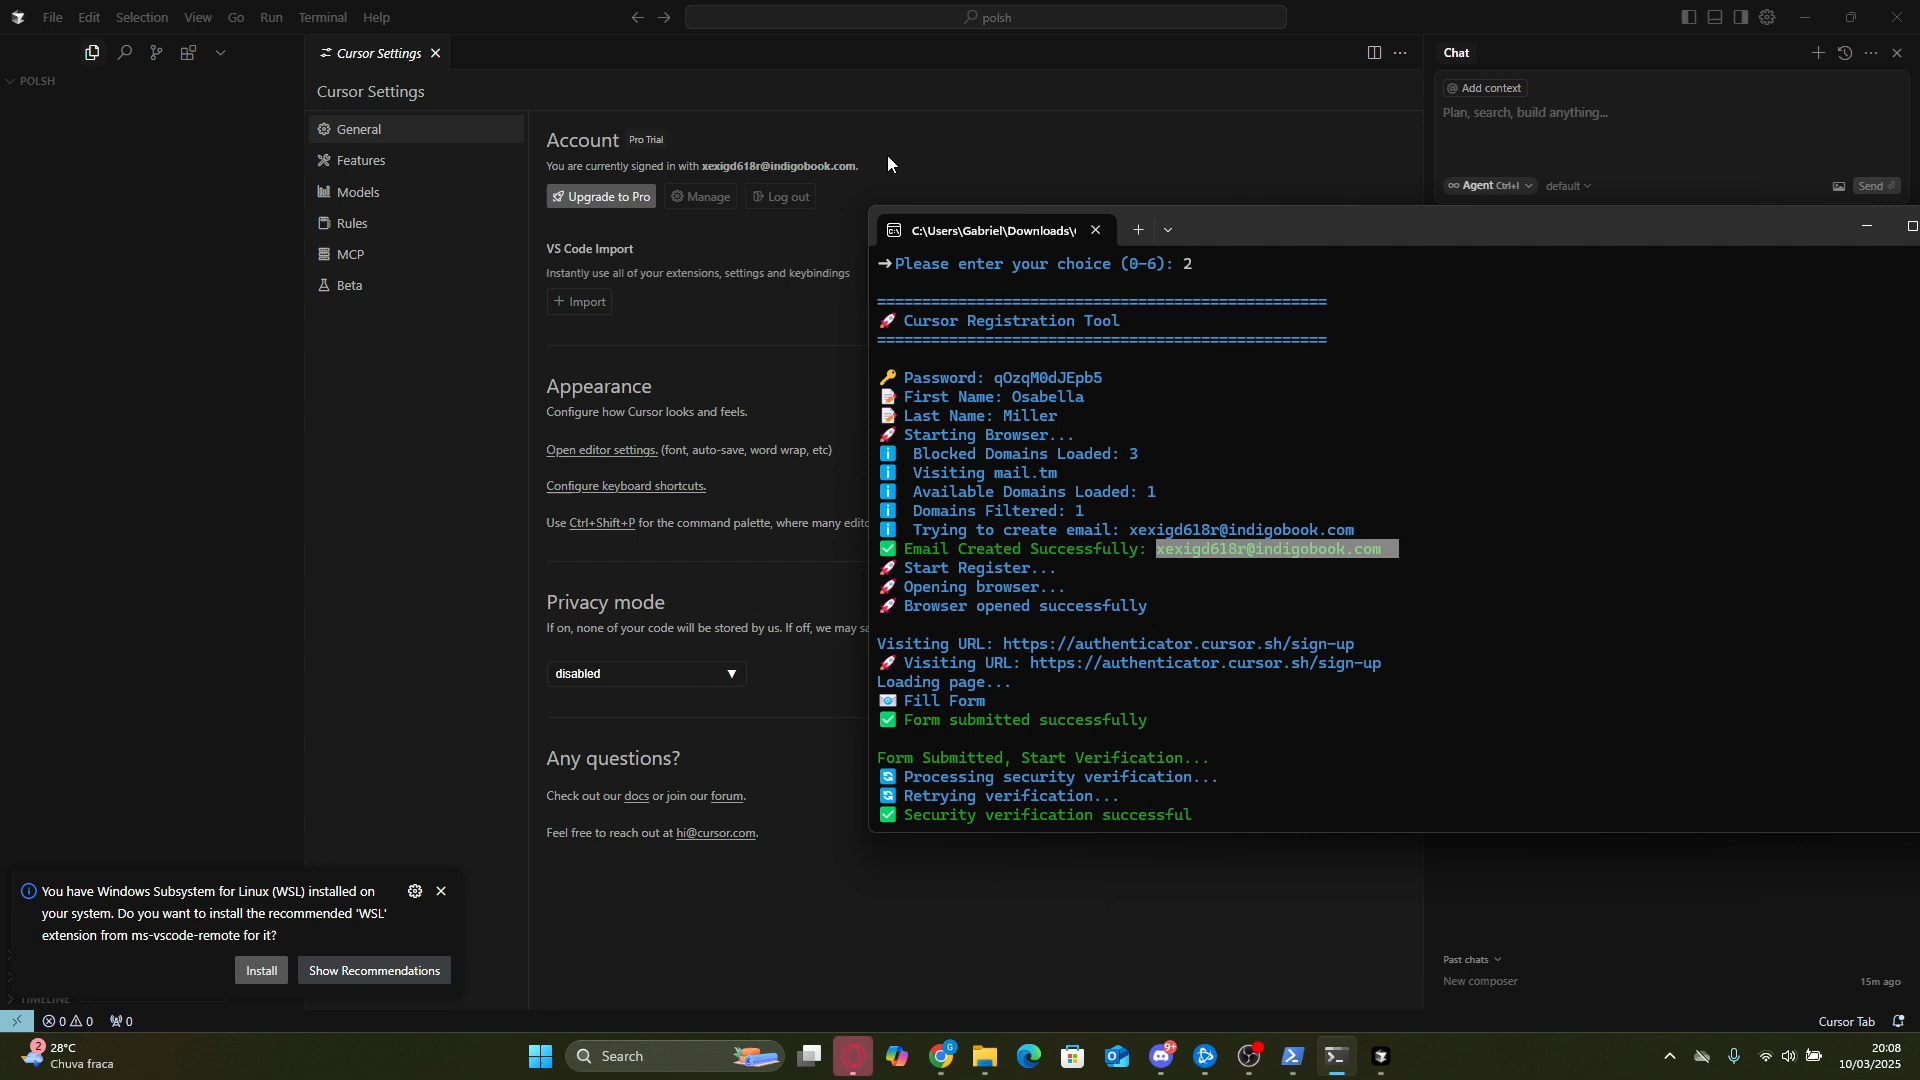 File Edit Selection View Go Run Terminal Help
polsh
Cursor Settings
Chat
POLSH
Cursor Settings
@ Add context
Plan, search, build anything...
∞ Agent Ctrl+I
default
Send
General
Features
Models
Rules
MCP
Beta
Account Pro Trial
You are currently signed in with xexigd618r@indigobook.com.
Upgrade to Pro
Manage
Log out
VS Code Import
Instantly use all of your extensions, settings and keybindings
+ Import
Appearance
Configure how Cursor looks and feels.
Open editor settings. (font, auto-save, word wrap, etc)
Configure keyboard shortcuts.
Use Ctrl+Shift+P for the command palette, where many edito
Privacy mode
If on, none of your code will be stored by us. If off, we may sa
disabled
Any questions?
Check out our docs or join our forum.
Feel free to reach out at hi@cursor.com.
C:\Users\Gabriel\Downloads\
➔ Please enter your choice (0-6): 2
==================================================
Cursor Registration Tool
==================================================
Password: qOzqM0dJEpb5
First Name: Osabella
Last Name: Miller
Starting Browser...
Blocked Domains Loaded: 3
Visiting mail.tm
Available Domains Loaded: 1
Domains Filtered: 1
Trying to create email: xexigd618r@indigobook.com
Email Created Successfully: xexigd618r@indigobook.com
Start Register...
Opening browser...
Browser opened successfully
Visiting URL: https://authenticator.cursor.sh/sign-up
Visiting URL: https://authenticator.cursor.sh/sign-up
Loading page...
Fill Form
Form submitted successfully
Form Submitted, Start Verification...
Processing security verification...
Retrying verification...
Security verification successful
You have Windows Subsystem for Linux (WSL) installed on
your system. Do you want to install the recommended 'WSL'
extension from ms-vscode-remote for it?
Install
Show Recommendations
TIMELINE
Past chats
New composer
15m ago
0 0 0
Cursor Tab
2
28°C
Chuva fraca
Search
G
9+
20:08
10/03/2025